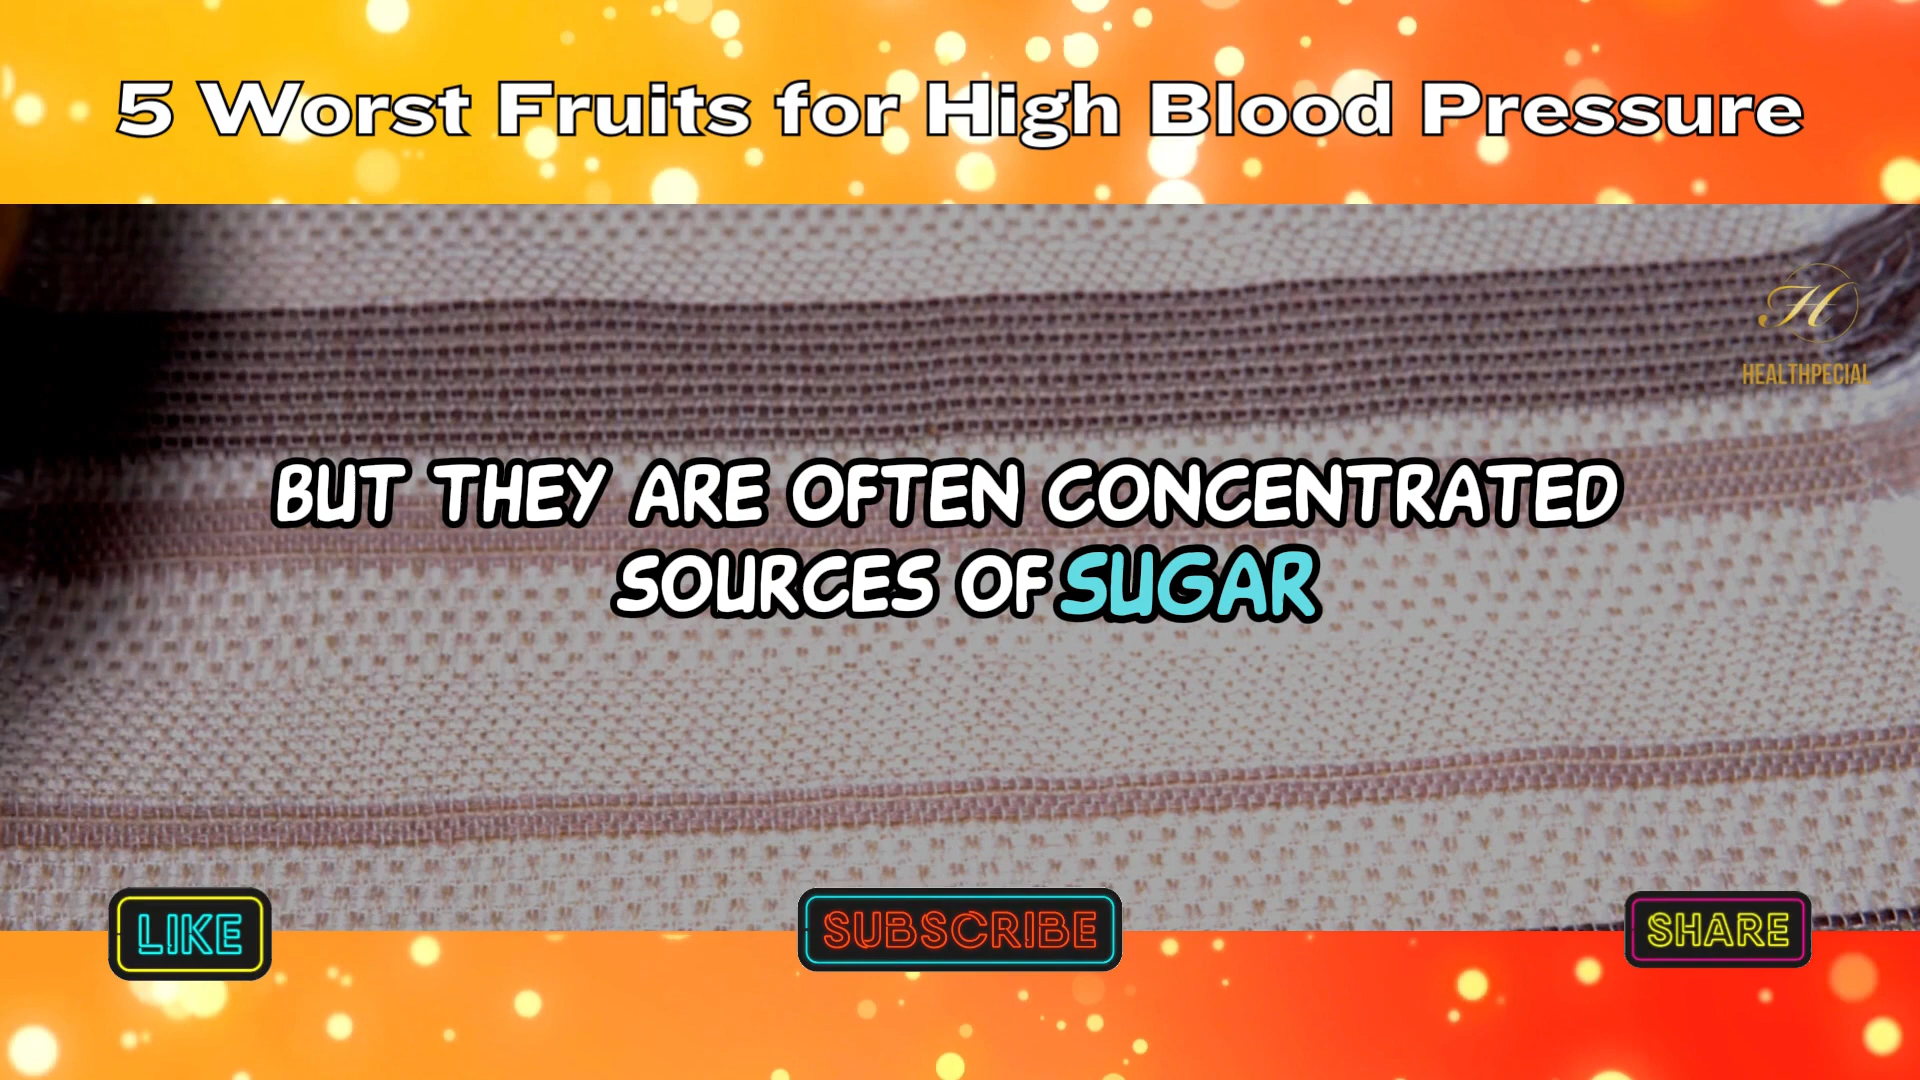 5 Worst Fruits for High Blood Pressure
H
HEALTHPECIAL
BUT THEY ARE OFTEN CONCENTRATED
SOURCES OF SUGAR
LIKE
SUBSCRIBE
SHARE